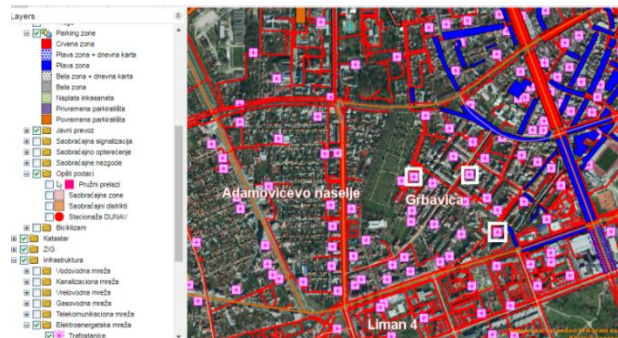 Layers
Parking zone
Crvena zona
Plava zona + dnevna karta
Plava zona
Bela zona + dnevna karta
Bela zona
Naplata inkasanata
Privremena parkirališta
Povremena parkirališta
Javni prevoz
Saobraćajna signalizacija
Saobraćajno opterećenje
Saobraćajne nezgode
Opšti podaci
Pružni prelazi
Saobraćajne zone
Saobraćajni distrikti
Stacionaža DUNAV
Biciklizam
Katastar
ZIG
Infrastruktura
Vodovodna mreža
Kanalizaciona mreža
Vrelovodna mreža
Gasovodna mreža
Telekomunikaciona mreža
Elektroenergetska mreža
Trafostanice
Adamovićevo naselje
Grbavica
Liman 4